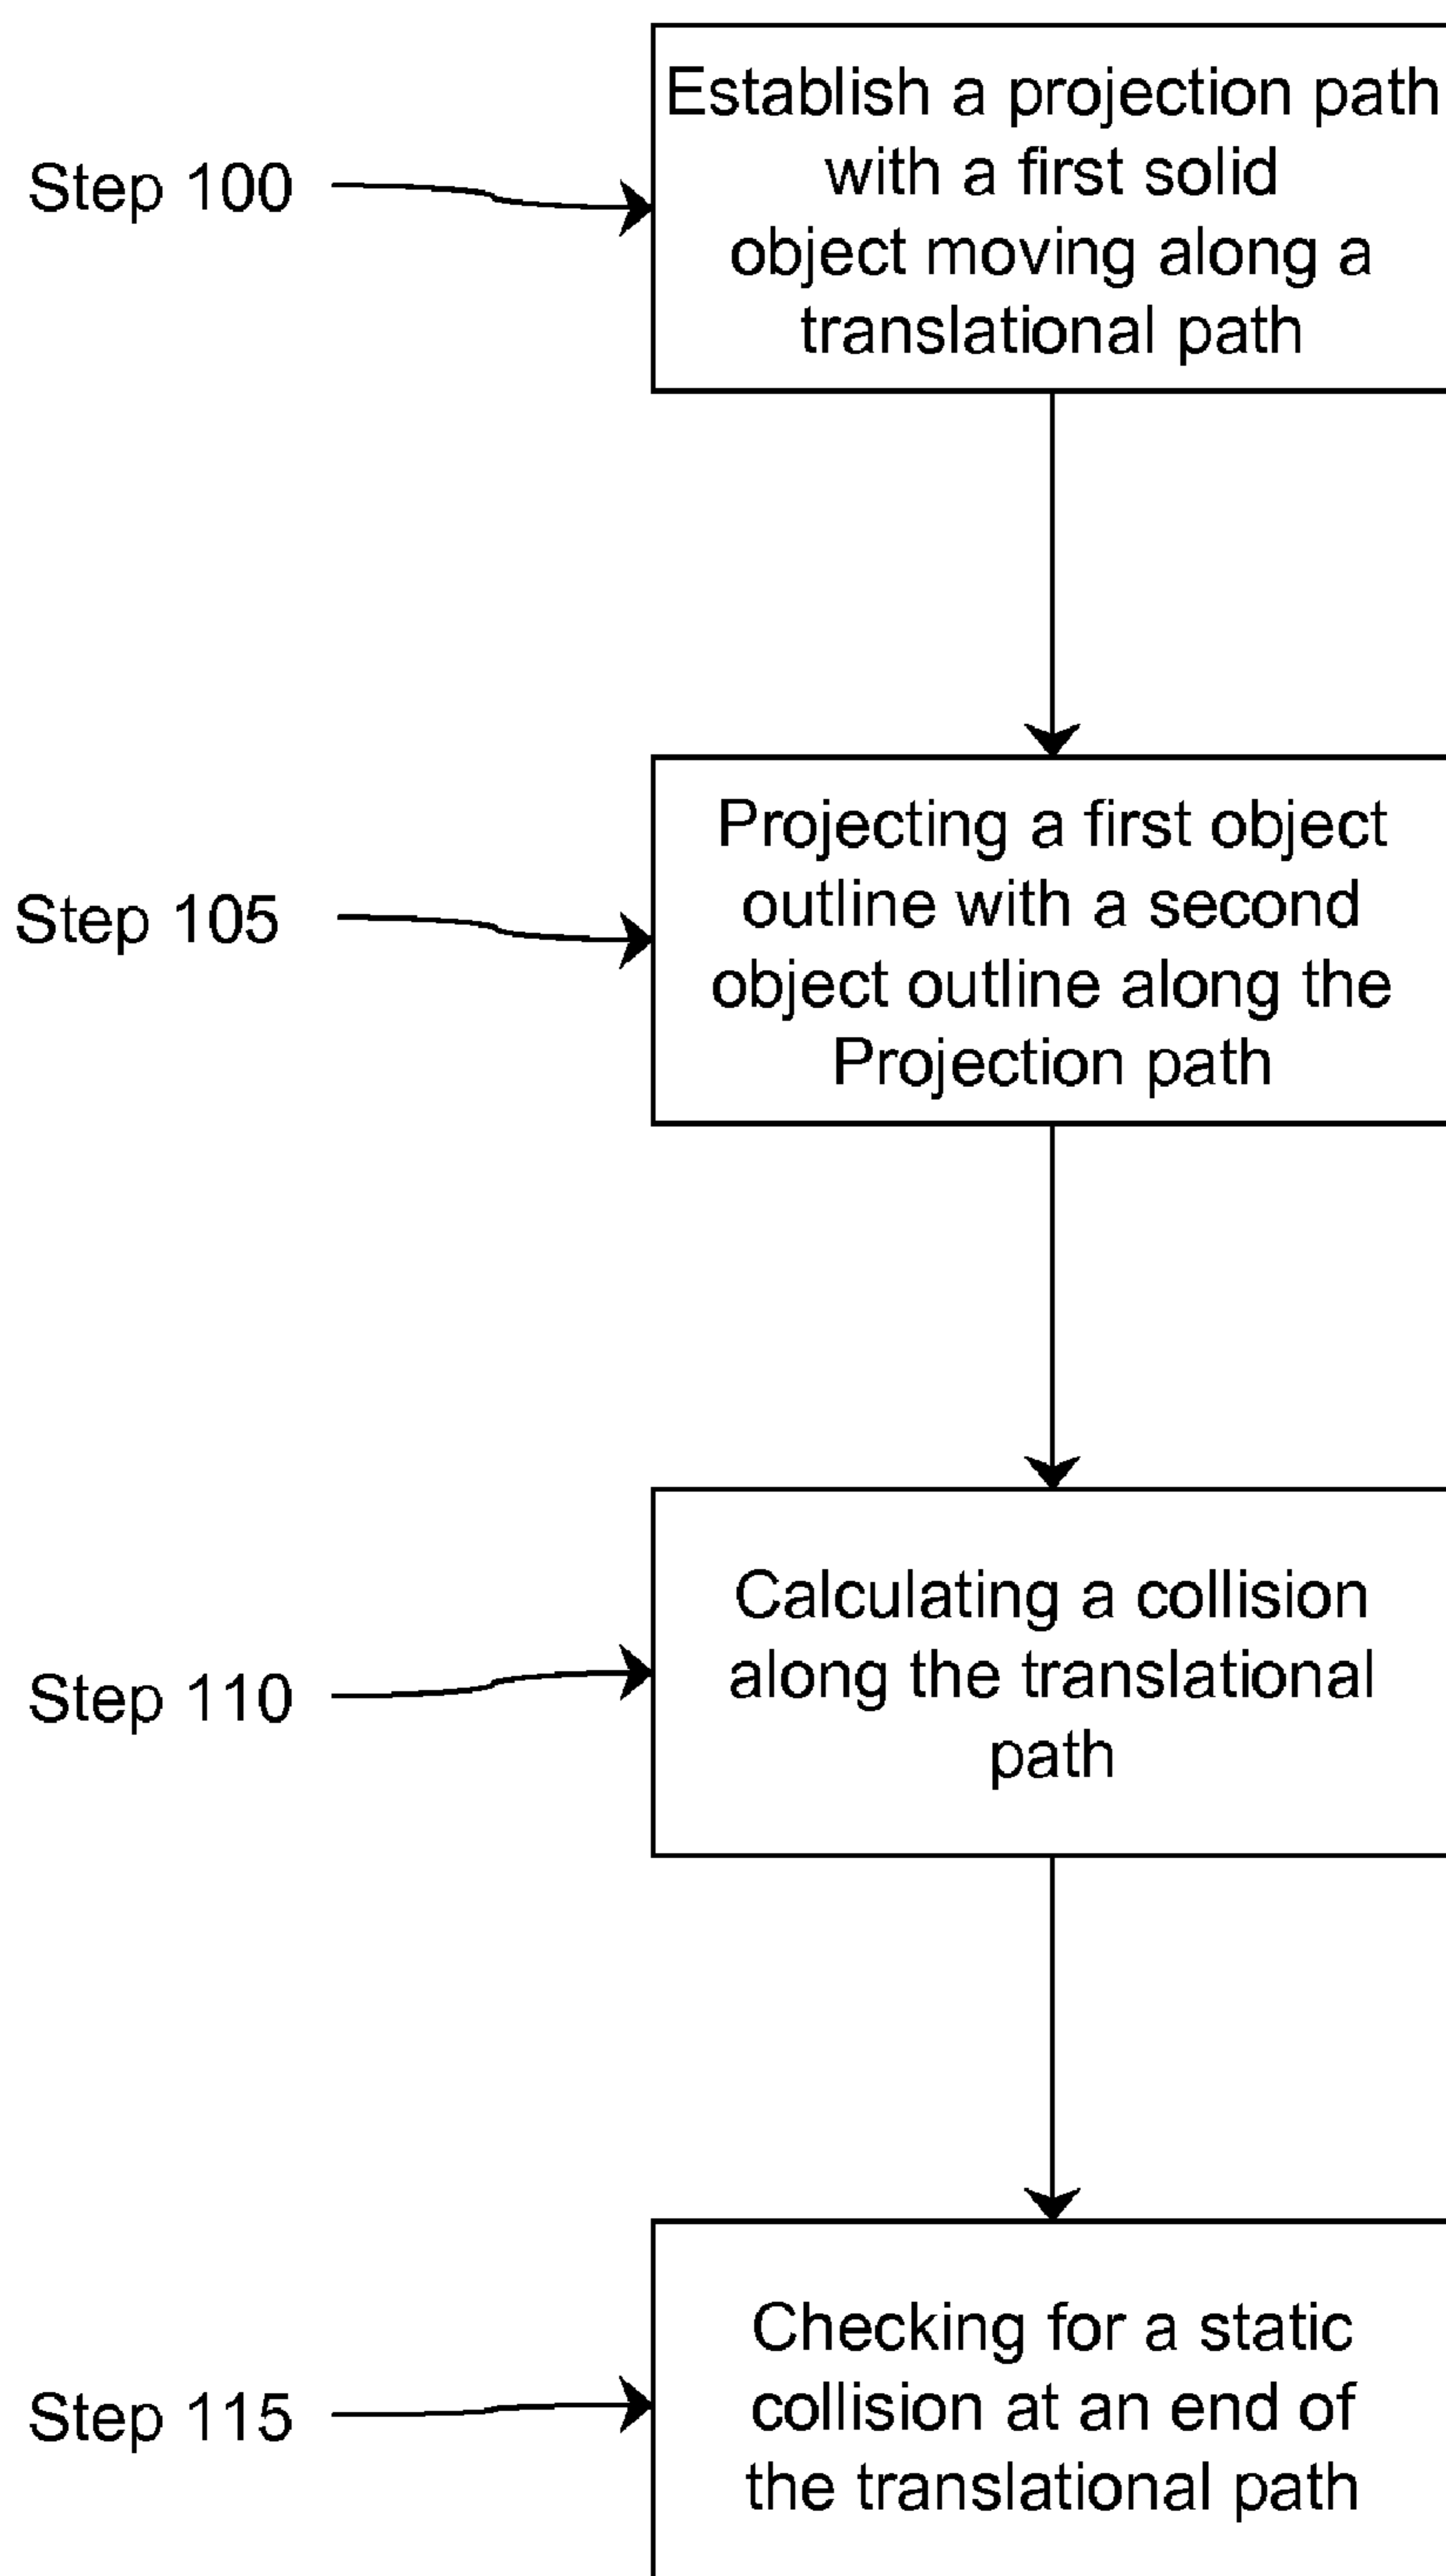 Step 100
Establish a projection path
with a first solid
object moving along a
translational path
Step 105
Projecting a first object
outline with a second
object outline along the
Projection path
Step 110
Calculating a collision
along the translational
path
Step 115
Checking for a static
collision at an end of
the translational path